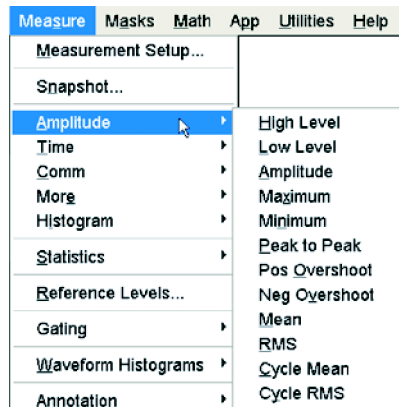 Measure Masks Math App Utilities Help
Measurement Setup...
Snapshot...
Amplitude
Time
Comm
More
Histogram
Statistics
Reference Levels...
Gating
Waveform Histograms
Annotation
High Level
Low Level
Amplitude
Maximum
Minimum
Peak to Peak
Pos Overshoot
Neg Overshoot
Mean
RMS
Cycle Mean
Cycle RMS